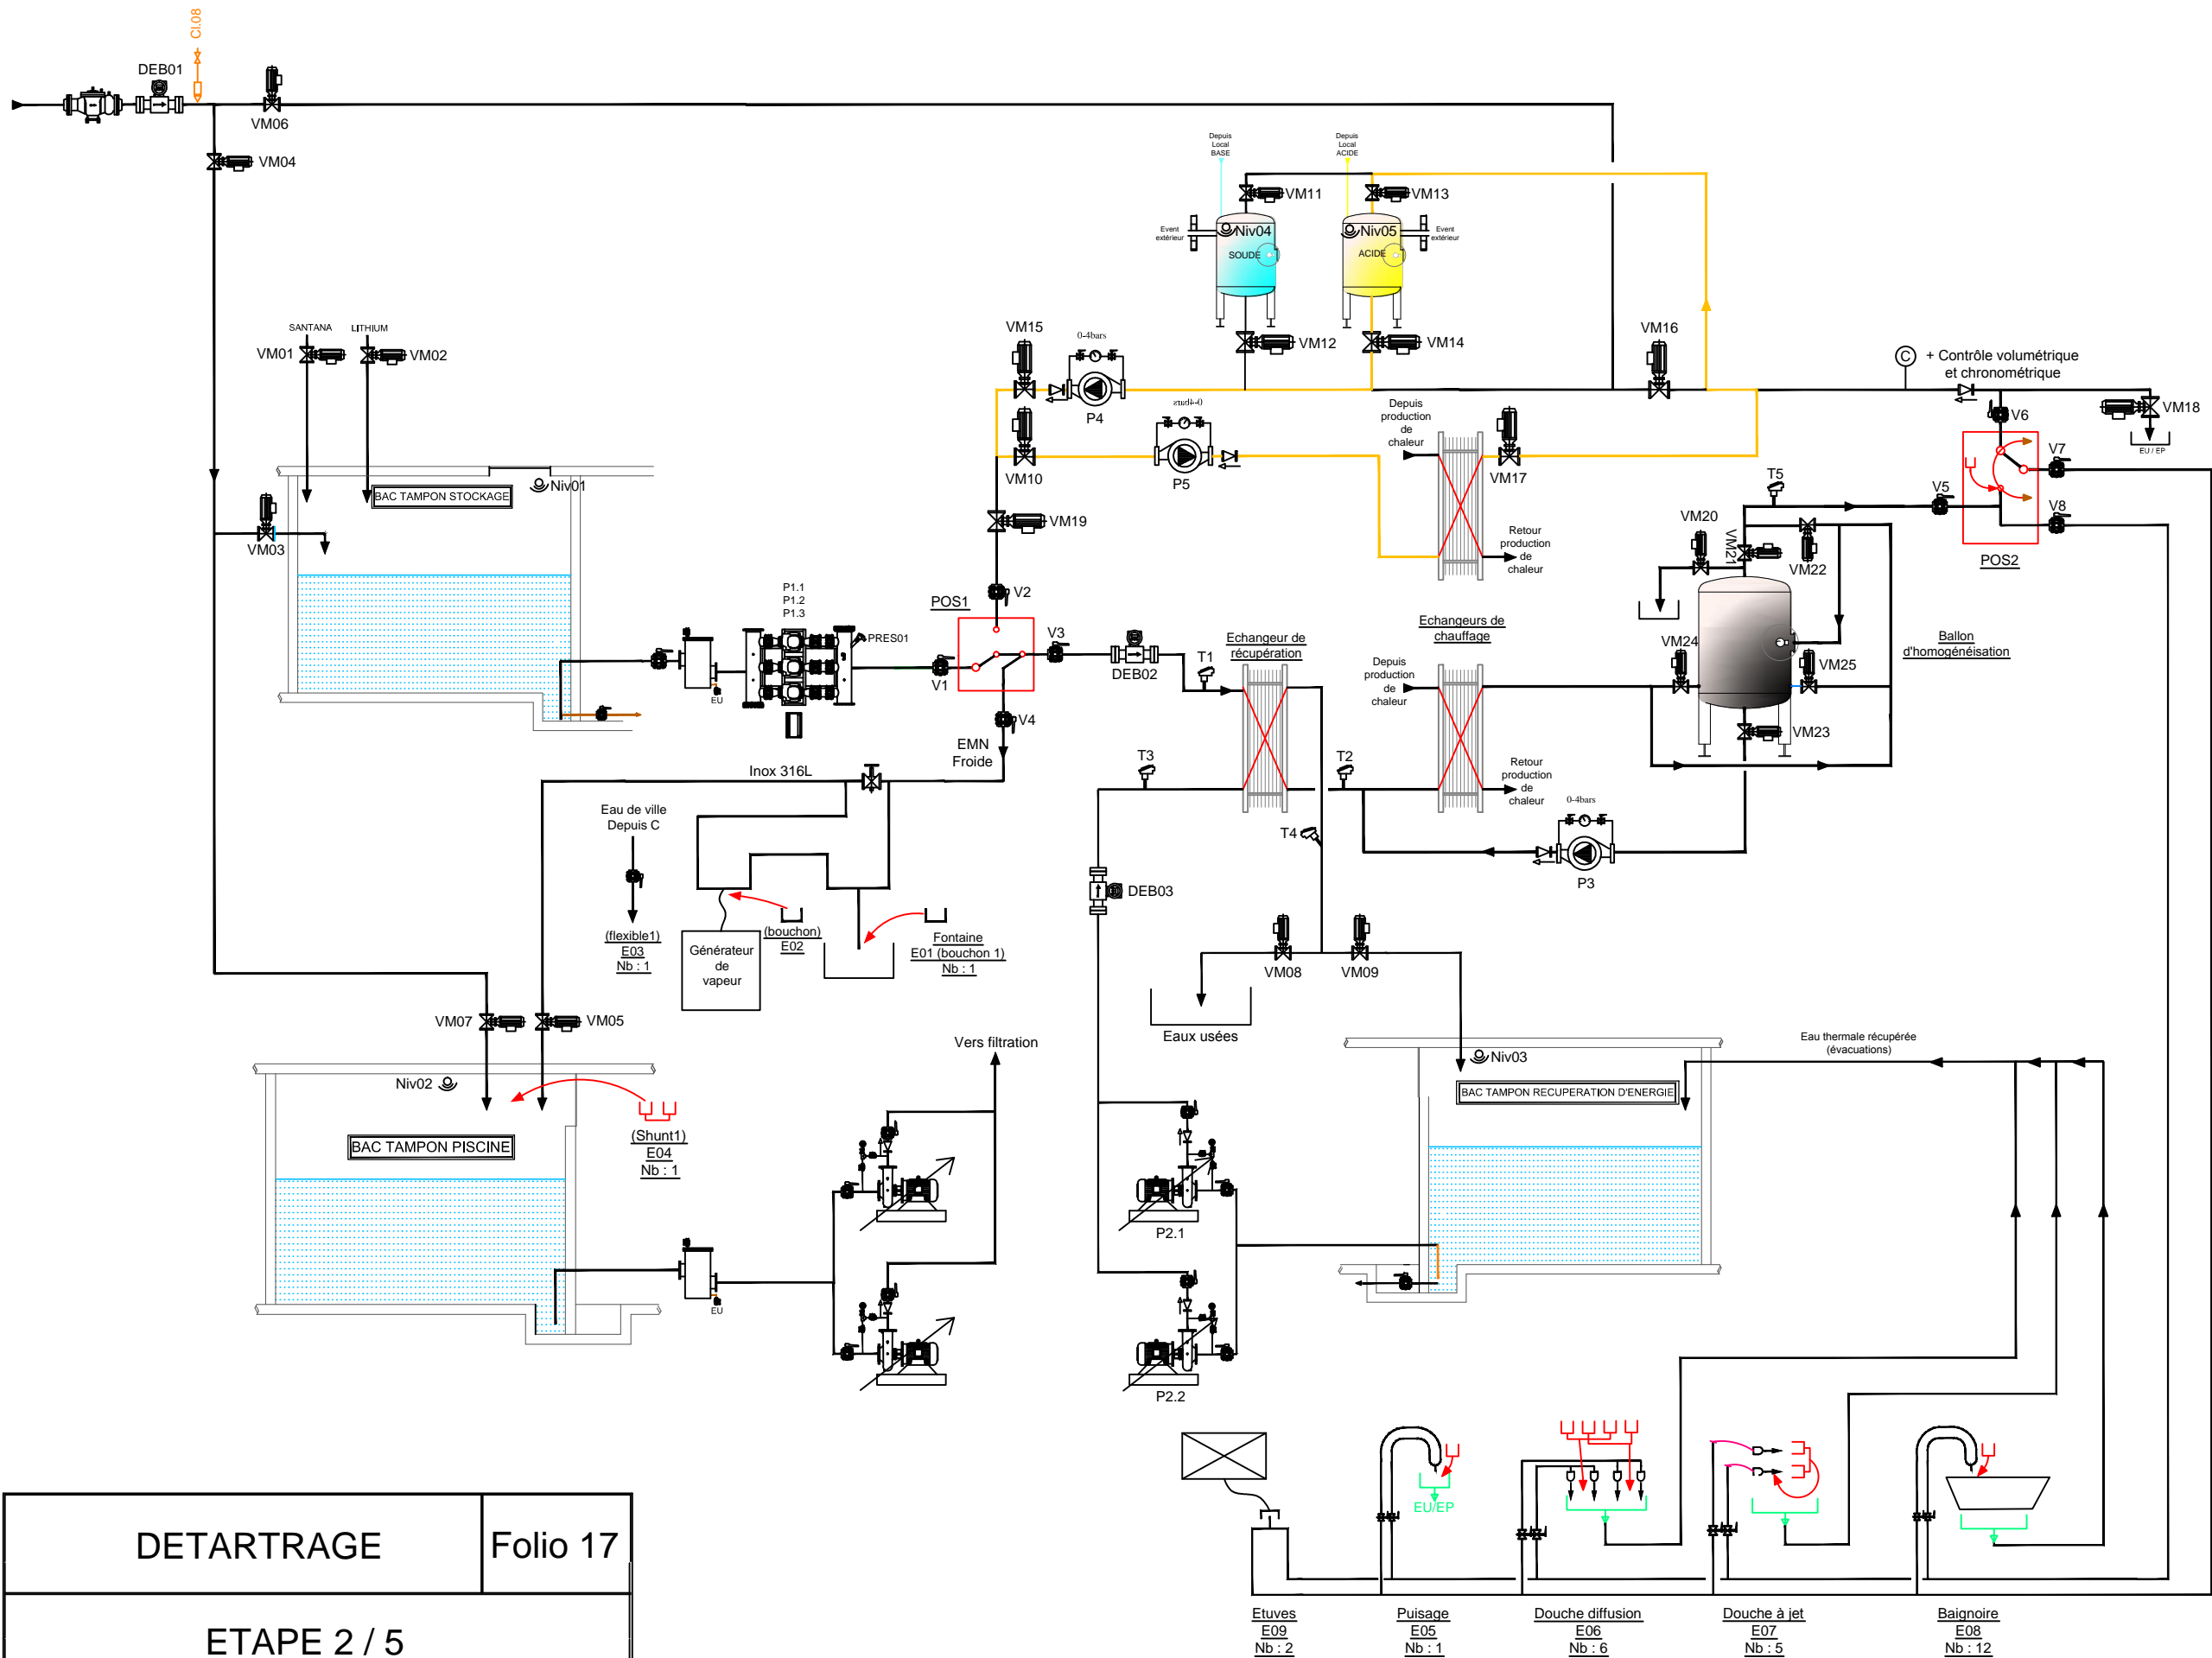 Cl.08
DEB01
VM06
VM04
Depuis
Local
BASE
Depuis
Local
ACIDE
VM11
VM13
Event
extérieur
Niv04
SOUDE
Niv05
ACIDE
Event
extérieur
VM12
VM14
SANTANA
LITHIUM
VM01
VM02
VM15
0-4bars
P4
VM16
C
+ Contrôle volumétrique
et chronométrique
VM18
EU / EP
V6
V7
V8
V5
POS2
0-4bars
VM10
P5
Depuis
production
de
chaleur
VM17
Retour
production
de
chaleur
T5
BAC TAMPON STOCKAGE
Niv01
VM03
VM19
VM20
VM21
VM22
P1.1
P1.2
P1.3
PRES01
EU
V1
POS1
V2
V3
V4
DEB02
T1
Echangeur de
récupération
Echangeurs de
chauffage
Depuis
production
de
chaleur
VM24
VM25
VM23
Ballon
d'homogénéisation
EMN
Froide
Inox 316L
T3
T2
Retour
production
de
chaleur
T4
0-4bars
P3
Eau de ville
Depuis C
(flexible1)
E03
Nb : 1
Générateur
de
vapeur
(bouchon)
E02
Fontaine
E01 (bouchon 1)
Nb : 1
DEB03
VM08
VM09
Eaux usées
VM07
VM05
Niv02
BAC TAMPON PISCINE
(Shunt1)
E04
Nb : 1
Vers filtration
Niv03
BAC TAMPON RECUPERATION D'ENERGIE
Eau thermale récupérée
(évacuations)
EU
P2.1
P2.2
EU/EP
DETARTRAGE
Folio 17
ETAPE 2 / 5
Etuves
E09
Nb : 2
Puisage
E05
Nb : 1
Douche diffusion
E06
Nb : 6
Douche à jet
E07
Nb : 5
Baignoire
E08
Nb : 12